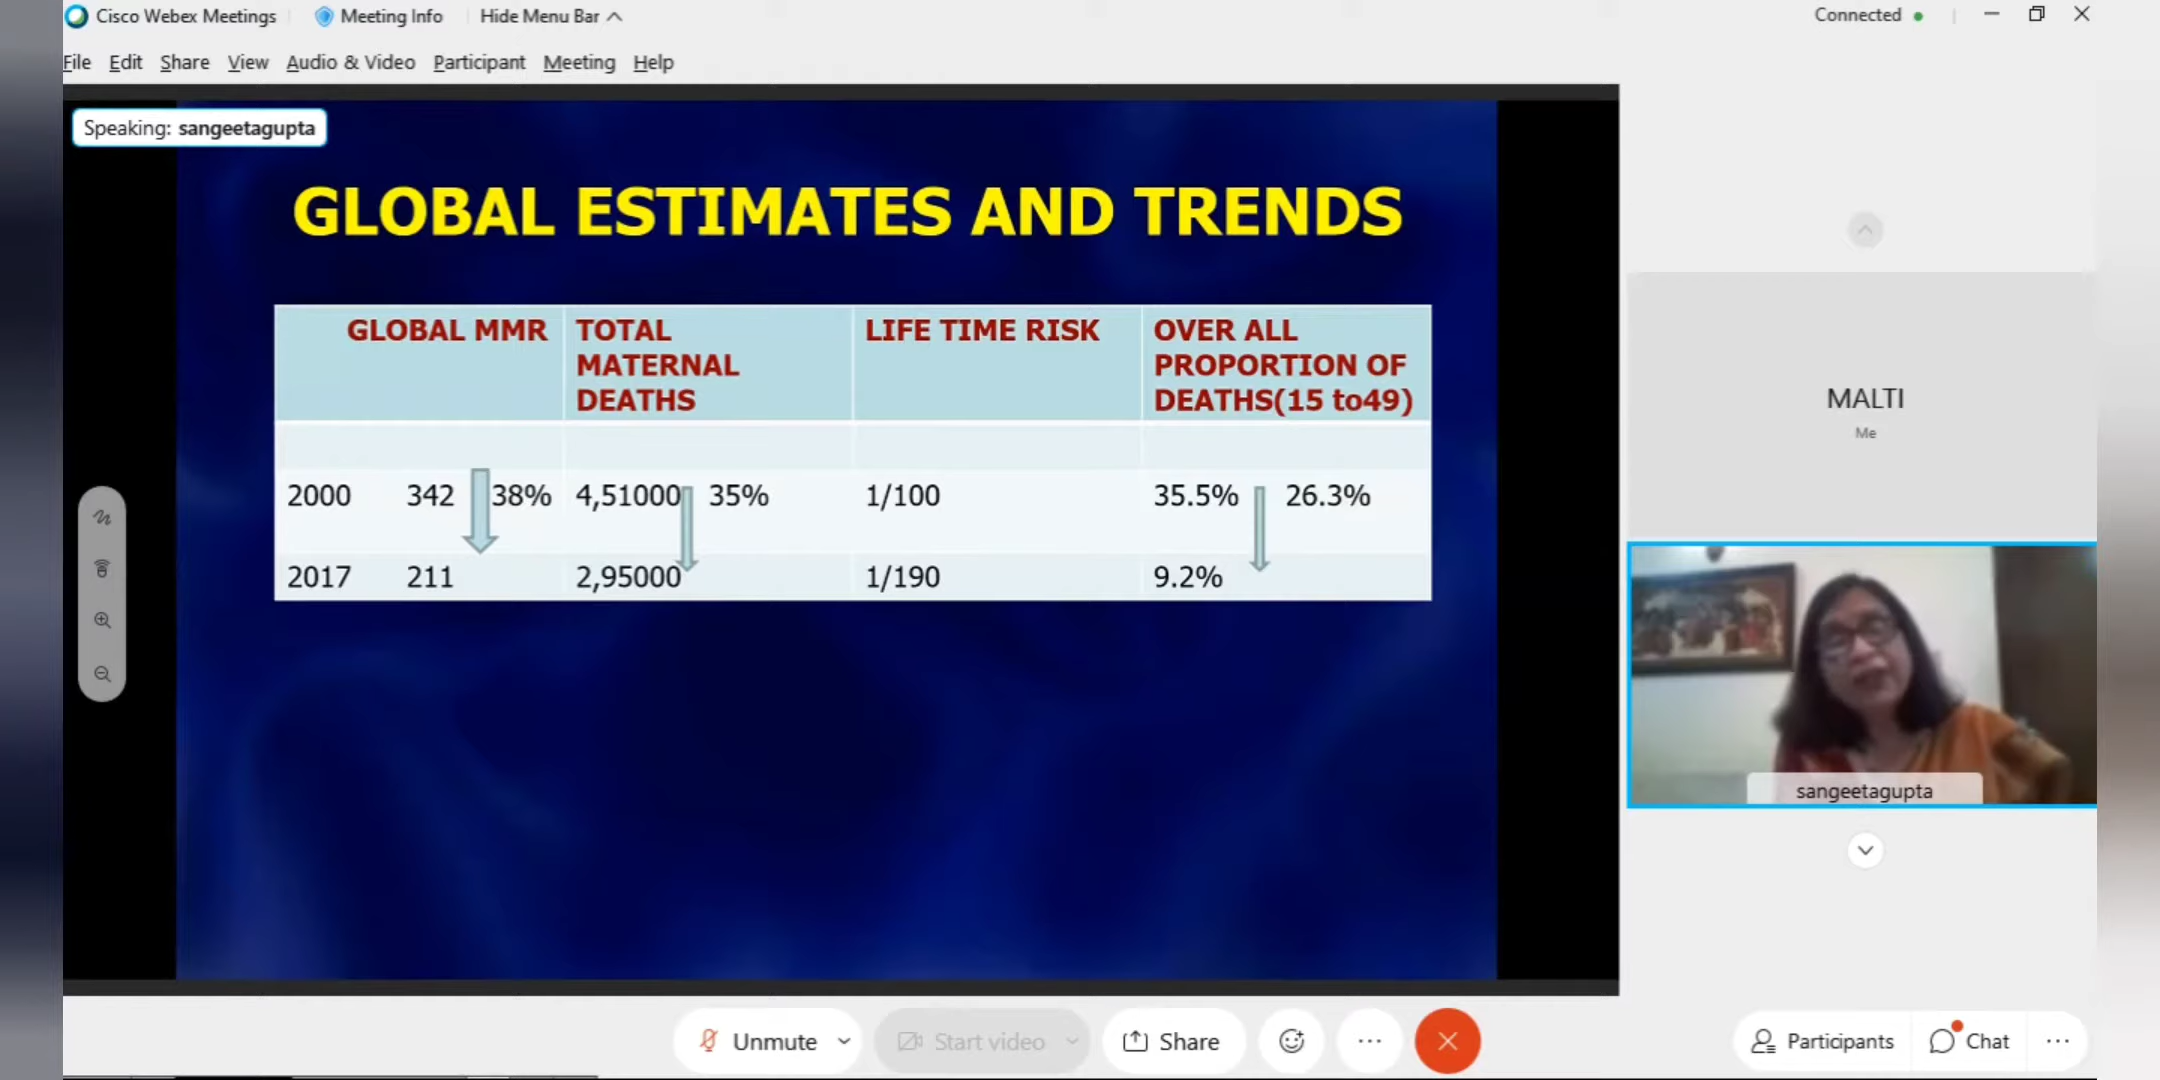 Cisco Webex Meetings Meeting Info Hide Menu Bar Connected
File Edit Share View Audio & Video Participant Meeting Help
Speaking: sangeetagupta
GLOBAL ESTIMATES AND TRENDS
GLOBAL MMR
TOTAL
MATERNAL
DEATHS
LIFE TIME RISK
OVER ALL
PROPORTION OF
DEATHS(15 to49)
2000 342 38% 4,51000 35% 1/100 35.5% 26.3%
2017 211 2,95000 1/190 9.2%
MALTI
Me
sangeetagupta
Unmute Start video Share Participants Chat